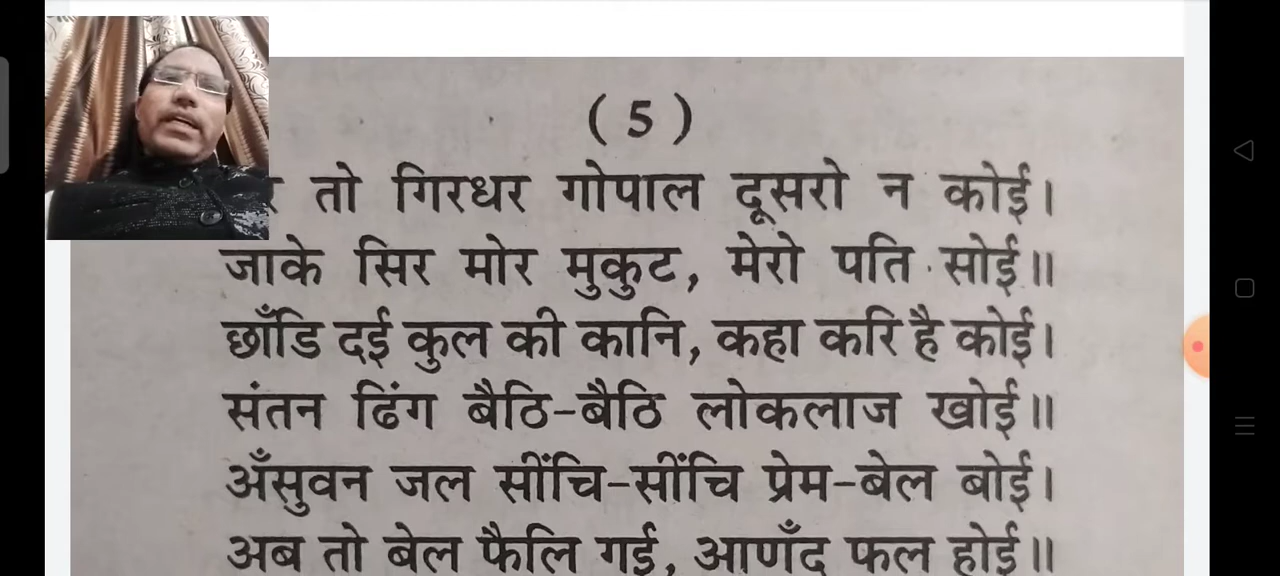 ( 5 )
तो गिरधर गोपाल दूसरो न कोई।
जाके सिर मोर मुकुट, मेरो पति सोई॥
छाँडि दई कुल की कानि, कहा करि है कोई।
संतन ढिंग बैठि-बैठि लोकलाज खोई॥
अँसुवन जल सींचि-सींचि प्रेम-बेल बोई।
अब तो बेल फैलि गई, आणँद फल होई॥